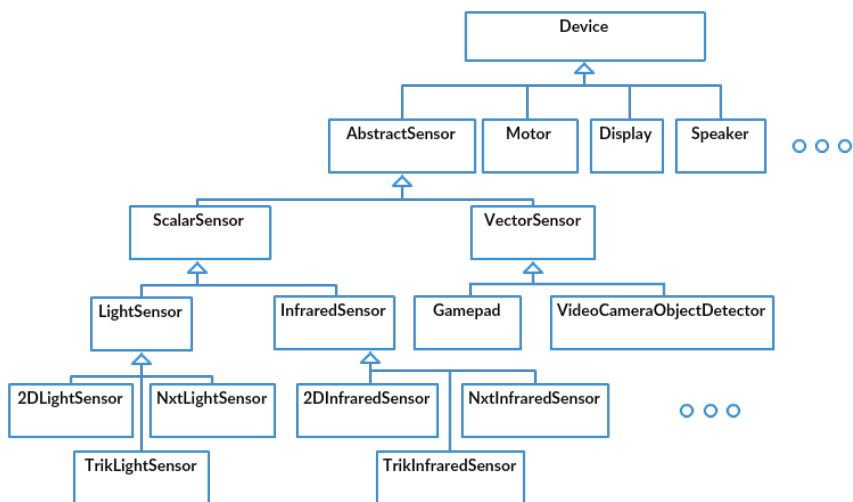 Device
AbstractSensor
Motor
Display
Speaker
ScalarSensor
VectorSensor
LightSensor
InfraredSensor
Gamepad
VideoCameraObjectDetector
2DLightSensor
NxtLightSensor
2DInfraredSensor
NxtInfraredSensor
TrikLightSensor
TrikInfraredSensor